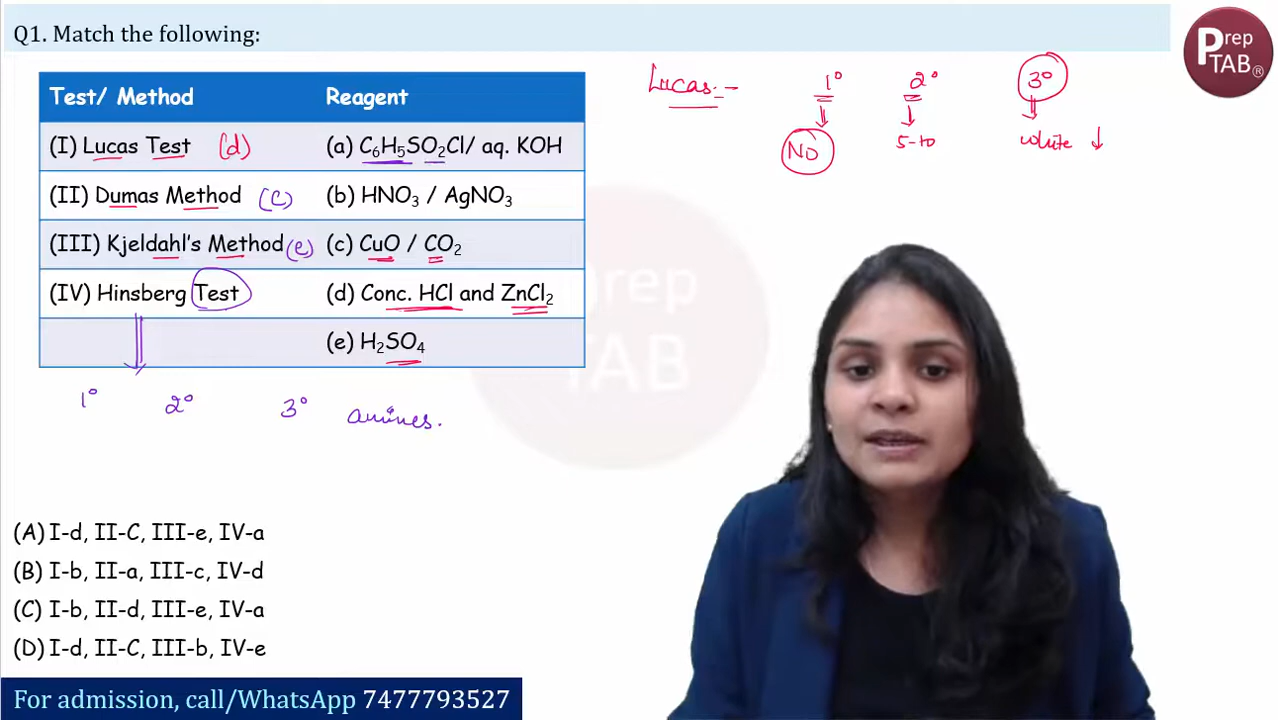 Q1. Match the following:
Prep TAB®
Test/ Method Reagent
(I) Lucas Test (d) (a) C₆H₅SO₂Cl/ aq. KOH
(II) Dumas Method (c) (b) HNO₃ / AgNO₃
(III) Kjeldahl's Method (e) (c) CuO / CO₂
(IV) Hinsberg Test (d) Conc. HCl and ZnCl₂
(e) H₂SO₄
Lucas:- 1° 2° 3°
NO 5-10 white ↓
Prep TAB
1° 2° 3° amines.
(A) I-d, II-C, III-e, IV-a
(B) I-b, II-a, III-c, IV-d
(C) I-b, II-d, III-e, IV-a
(D) I-d, II-C, III-b, IV-e
For admission, call/WhatsApp 7477793527